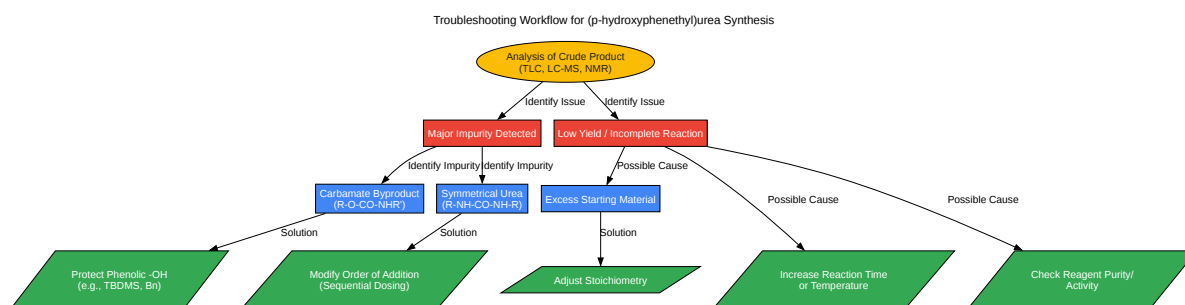 Troubleshooting Workflow for (p-hydroxyphenethyl)urea Synthesis
Analysis of Crude Product
(TLC, LC-MS, NMR)
Identify Issue
Identify Issue
Major Impurity Detected
Low Yield / Incomplete Reaction
Identify Impurity
Identify Impurity
Possible Cause
Carbamate Byproduct
(R-O-CO-NHR')
Symmetrical Urea
(R-NH-CO-NH-R)
Excess Starting Material
Possible Cause
Possible Cause
Solution
Solution
Solution
Protect Phenolic -OH
(e.g., TBDMS, Bn)
Modify Order of Addition
(Sequential Dosing)
Adjust Stoichiometry
Increase Reaction Time
or Temperature
Check Reagent Purity/
Activity